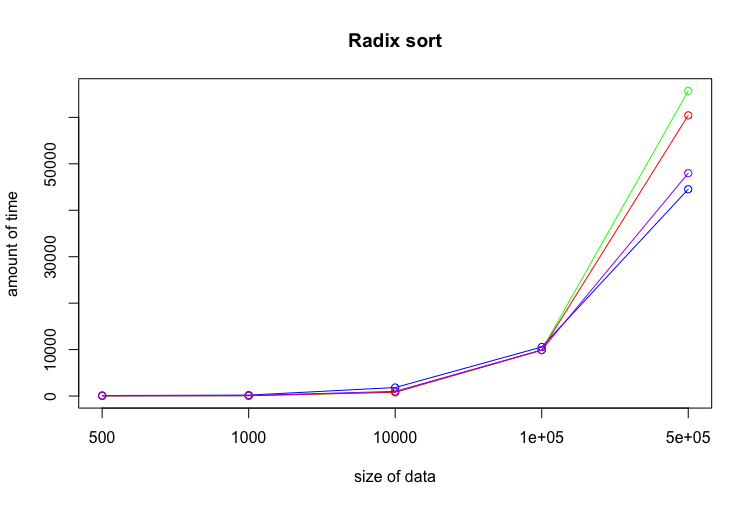 Radix sort
amount of time
50000
30000
10000
0
500 1000 10000 1e+05 5e+05
size of data